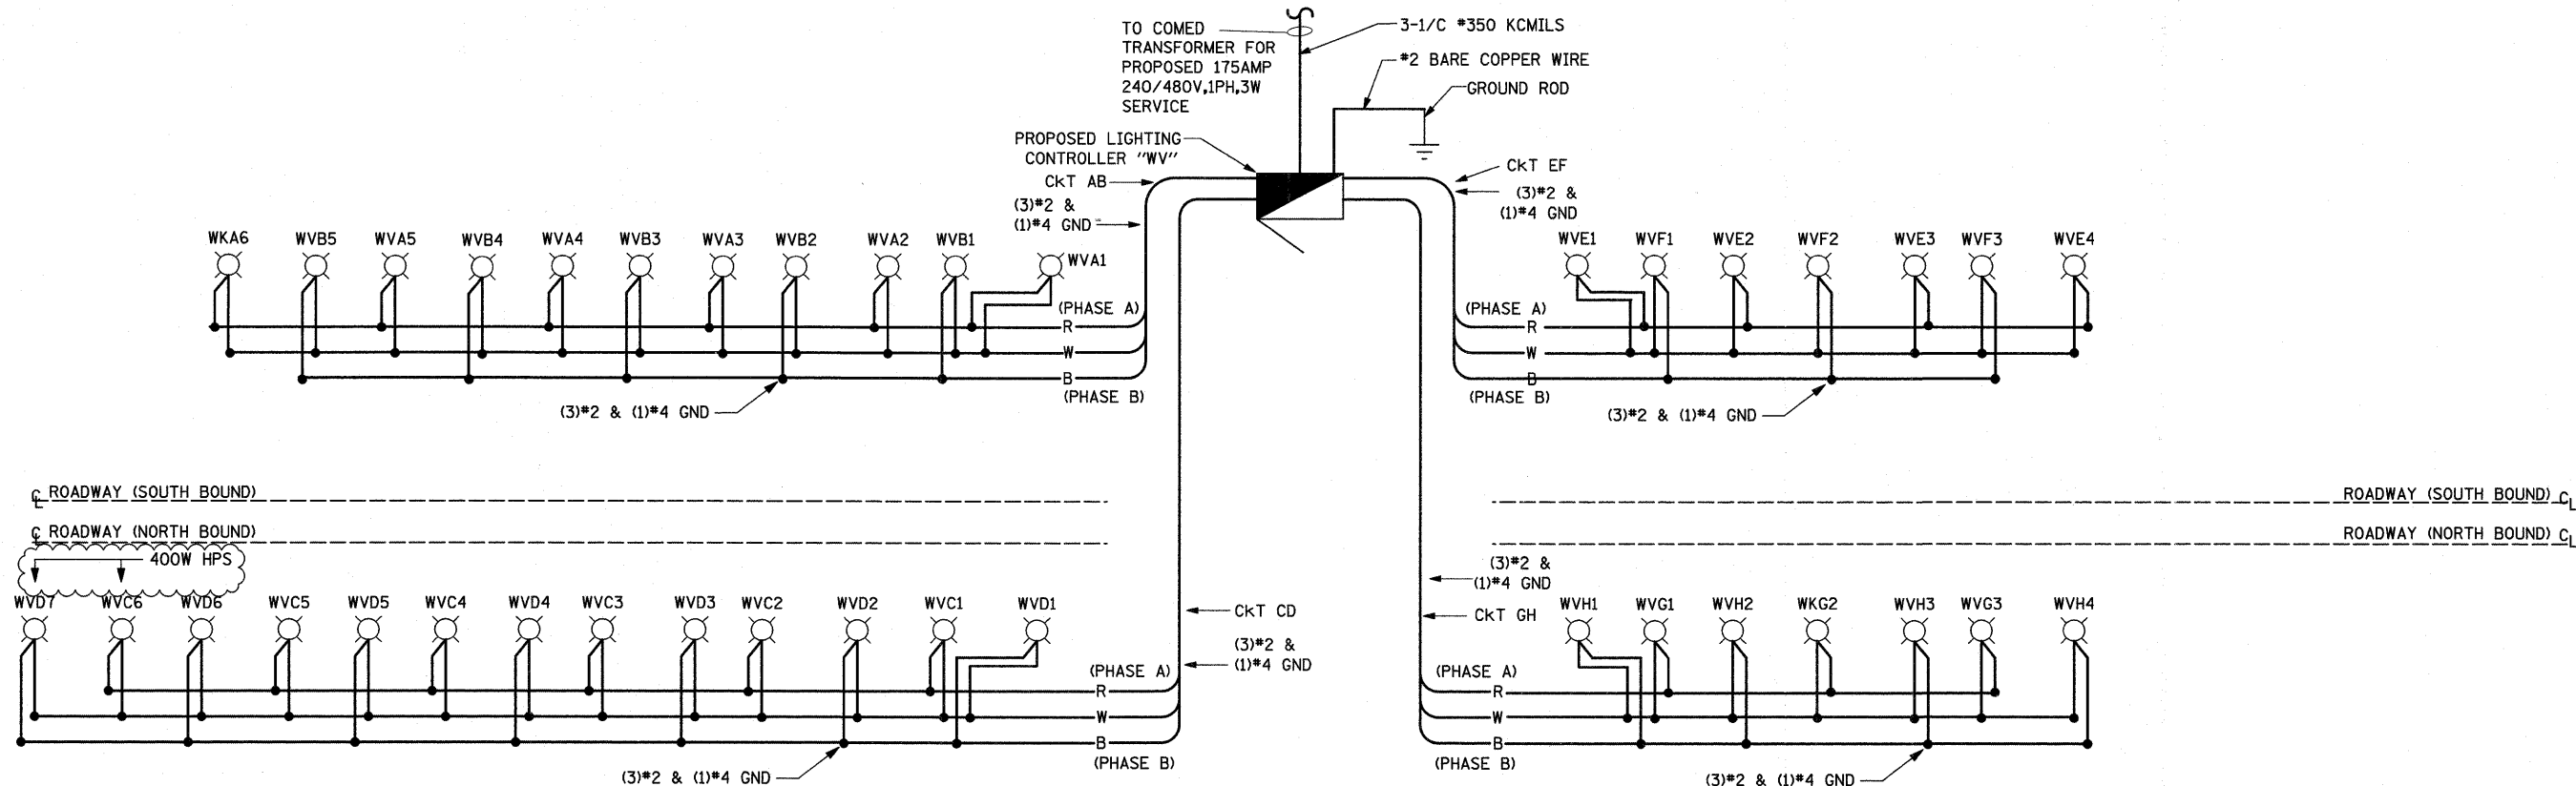 TO COMED
TRANSFORMER FOR
PROPOSED 175AMP
240/480V,1PH,3W
SERVICE
3-1/C #350 KCMILS
#2 BARE COPPER WIRE
GROUND ROD
PROPOSED LIGHTING
CONTROLLER "WV"
CkT AB
(3)#2 &
(1)#4 GND
CkT EF
(3)#2 &
(1)#4 GND
WKA6 WVB5 WVA5 WVB4 WVA4 WVB3 WVA3 WVB2 WVA2 WVB1 WVA1
WVE1 WVF1 WVE2 WVF2 WVE3 WVF3 WVE4
(PHASE A)
R
W
B
(PHASE B)
(3)#2 & (1)#4 GND
(PHASE A)
R
W
B
(PHASE B)
(3)#2 & (1)#4 GND
CL ROADWAY (SOUTH BOUND)
ROADWAY (SOUTH BOUND) CL
CL ROADWAY (NORTH BOUND)
ROADWAY (NORTH BOUND) CL
400W HPS
WVD7 WVC6 WVD6 WVC5 WVD5 WVC4 WVD4 WVC3 WVD3 WVC2 WVD2 WVC1 WVD1
CkT CD
(3)#2 &
(1)#4 GND
(3)#2 &
(1)#4 GND
CkT GH
WVH1 WVG1 WVH2 WKG2 WVH3 WVG3 WVH4
(PHASE A)
R
W
B
(PHASE B)
(3)#2 & (1)#4 GND
(PHASE A)
R
W
B
(PHASE B)
(3)#2 & (1)#4 GND